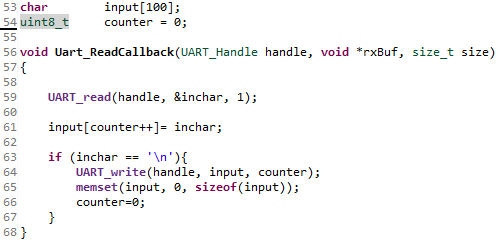 53 char        input[100];
54 uint8_t     counter = 0;
55
56 void Uart_ReadCallback(UART_Handle handle, void *rxBuf, size_t size)
57 {
58
59     UART_read(handle, &inchar, 1);
60
61     input[counter++]= inchar;
62
63     if (inchar == '\n'){
64         UART_write(handle, input, counter);
65         memset(input, 0, sizeof(input));
66         counter=0;
67     }
68 }